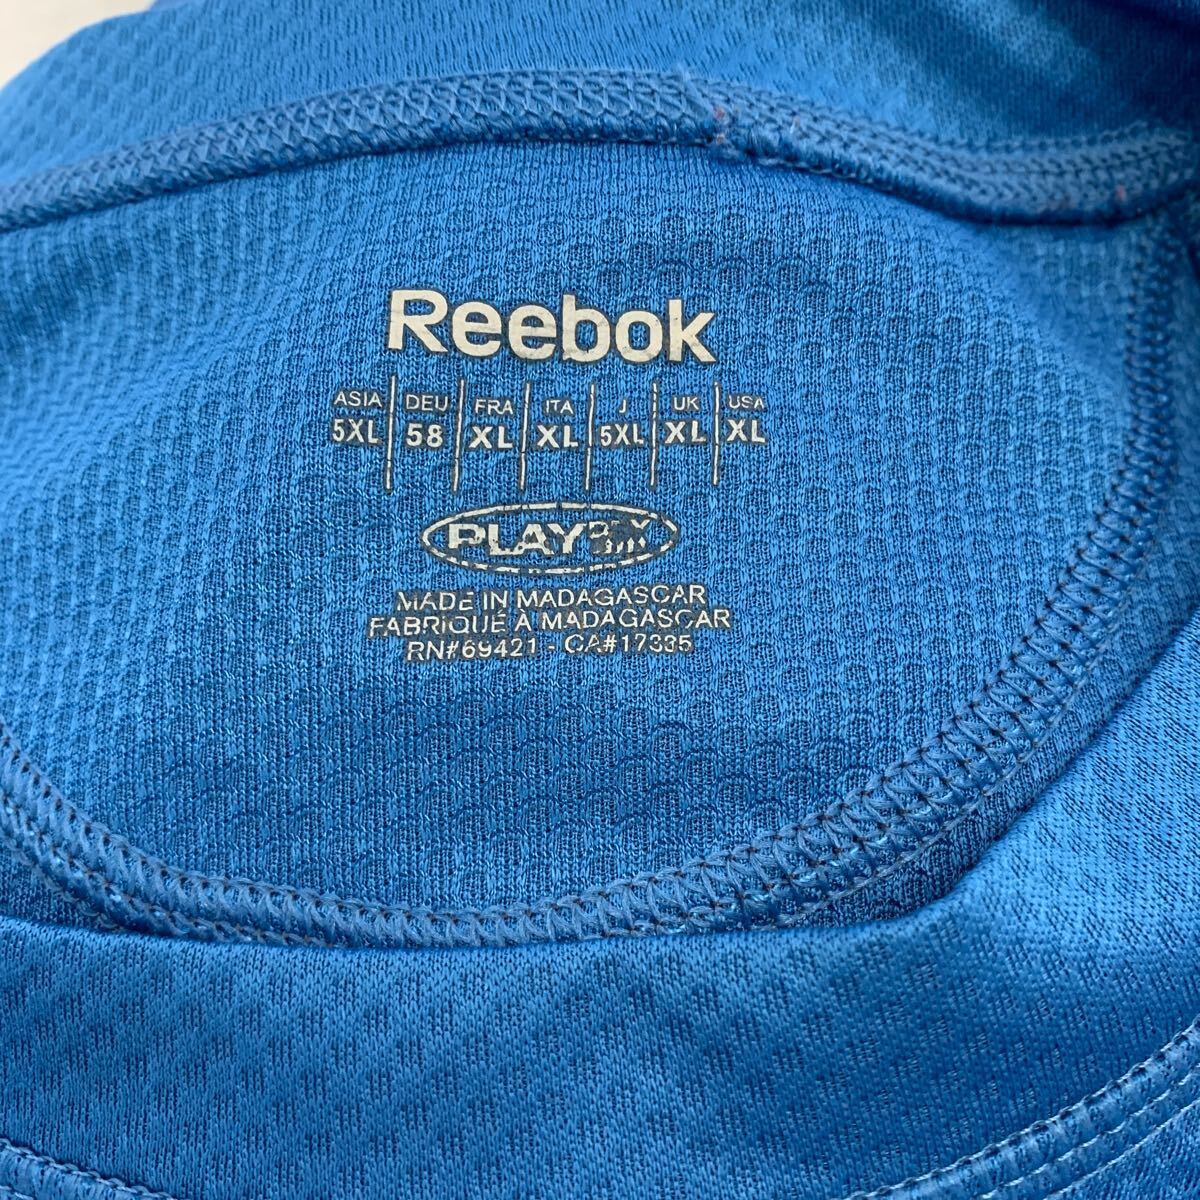 Reebok
ASIA DEU FRA ITA J UK USA
5XL 58 XL XL 5XL XL XL
PLAY
MADE IN MADAGASCAR
FABRIQUÉ À MADAGASCAR
RN#69421 - CA#17335